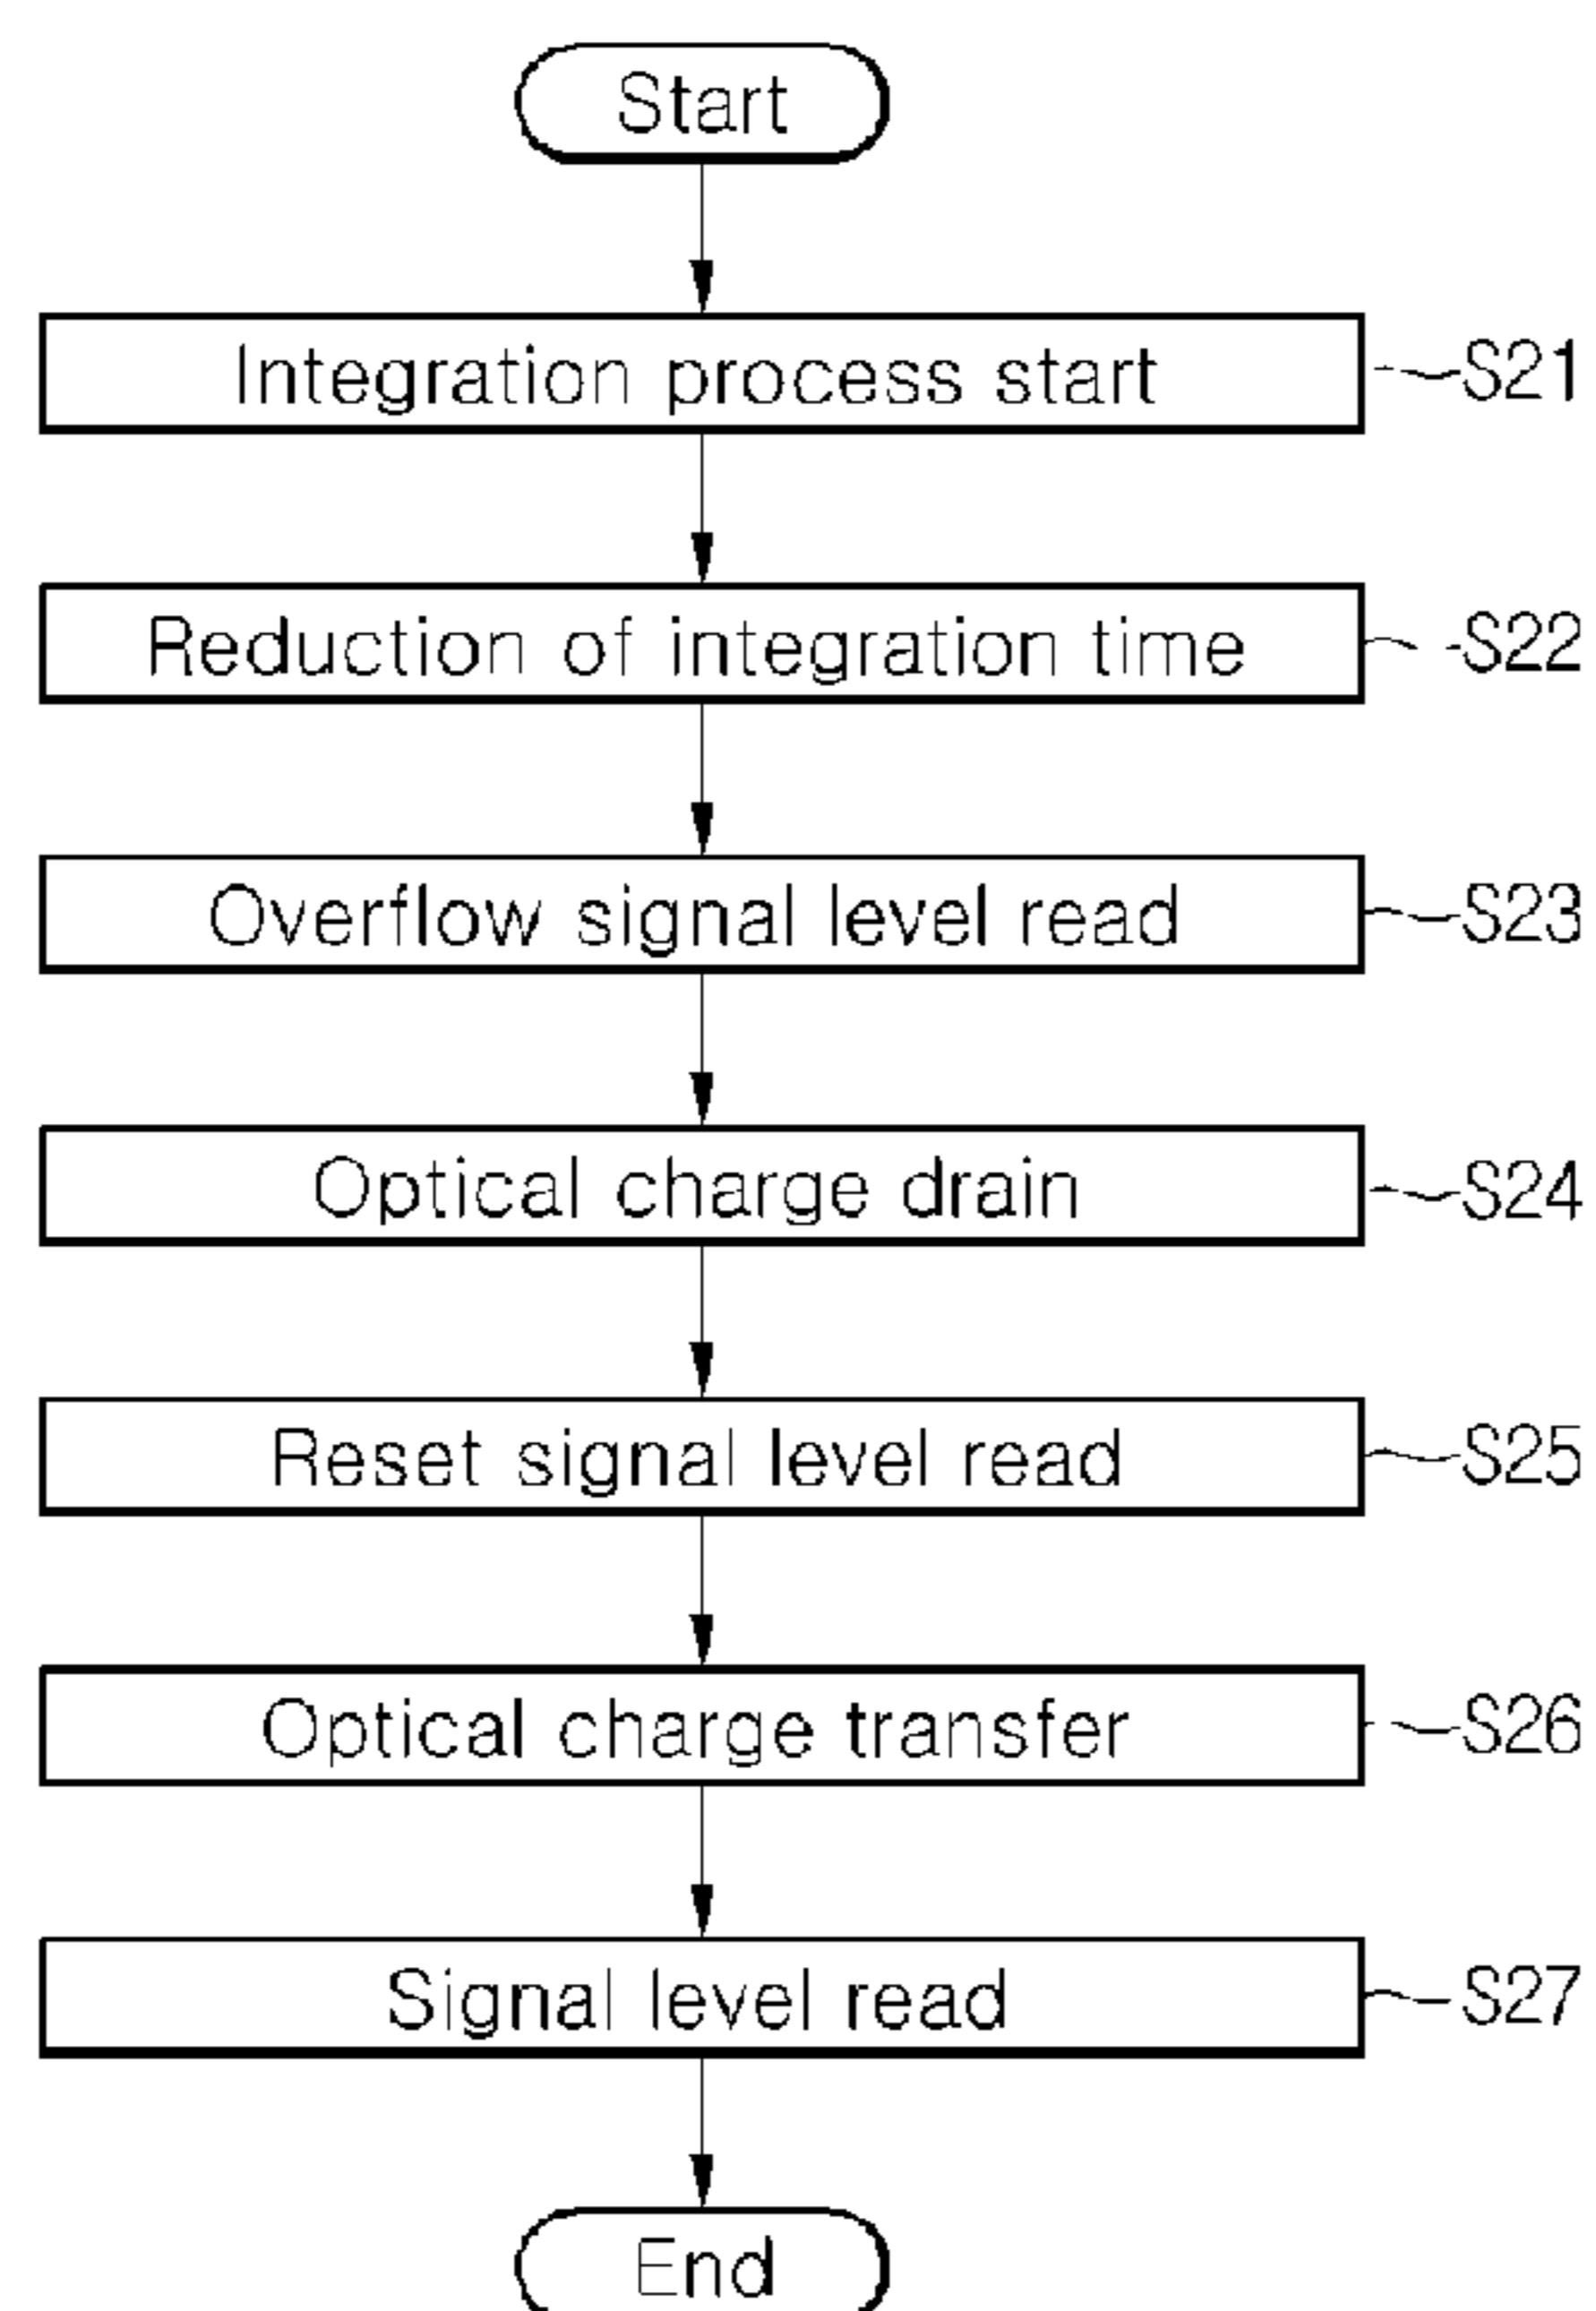 Start
Integration process start
S21
Reduction of integration time
S22
Overflow signal level read
S23
Optical charge drain
S24
Reset signal level read
S25
Optical charge transfer
S26
Signal level read
S27
End